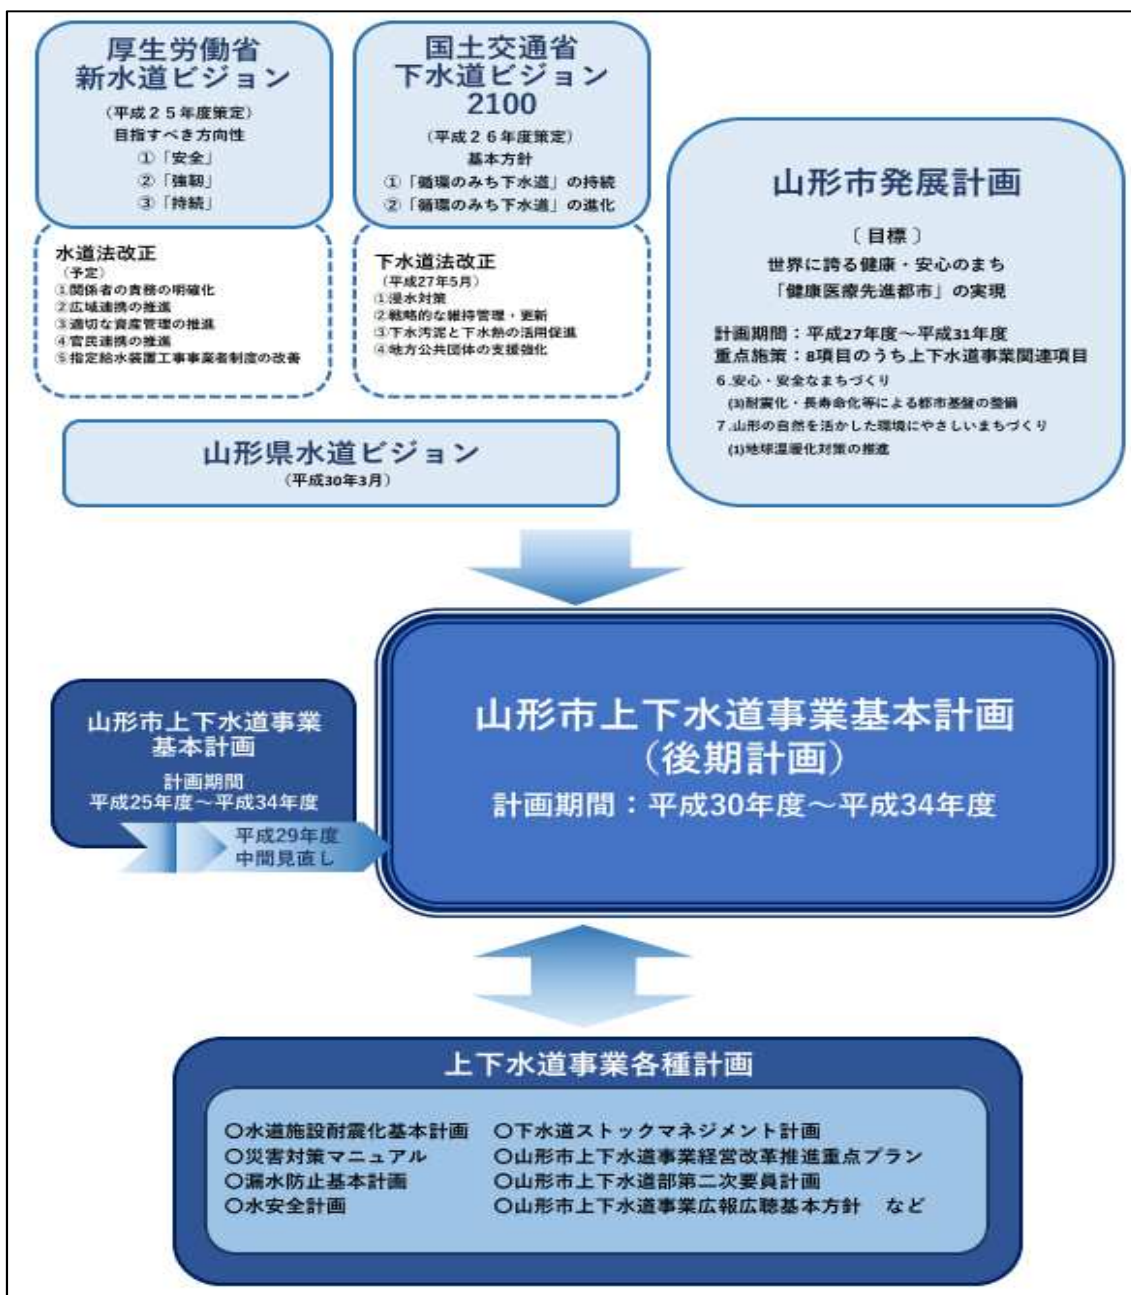 厚生労働省
新水道ビジョン
（平成２５年度策定）
目指すべき方向性
①「安全」
②「強靭」
③「持続」
水道法改正
（予定）
①関係者の責務の明確化
②広域連携の推進
③適切な資産管理の推進
④官民連携の推進
⑤指定給水装置工事事業者制度の改善
国土交通省
下水道ビジョン
2100
（平成２６年度策定）
基本方針
①「循環のみち下水道」の持続
②「循環のみち下水道」の進化
下水道法改正
（平成27年5月）
①浸水対策
②戦略的な維持管理・更新
③下水汚泥と下水熱の活用促進
④地方公共団体の支援強化
山形県水道ビジョン
（平成30年3月）
山形市発展計画
〔 目標 〕
世界に誇る健康・安心のまち
「健康医療先進都市」の実現
計画期間：平成27年度～平成31年度
重点施策：8項目のうち上下水道事業関連項目
６.安心・安全なまちづくり
(3)耐震化・長寿命化等による都市基盤の整備
７.山形の自然を活かした環境にやさしいまちづくり
(1)地球温暖化対策の推進
山形市上下水道事業
基本計画
計画期間
平成25年度～平成34年度
平成29年度
中間見直し
山形市上下水道事業基本計画
（後期計画）
計画期間：平成30年度～平成34年度
上下水道事業各種計画
〇水道施設耐震化基本計画
〇災害対策マニュアル
〇漏水防止基本計画
〇水安全計画
〇下水道ストックマネジメント計画
〇山形市上下水道事業経営改革推進重点プラン
〇山形市上下水道部第二次要員計画
〇山形市上下水道事業広報広聴基本方針　など